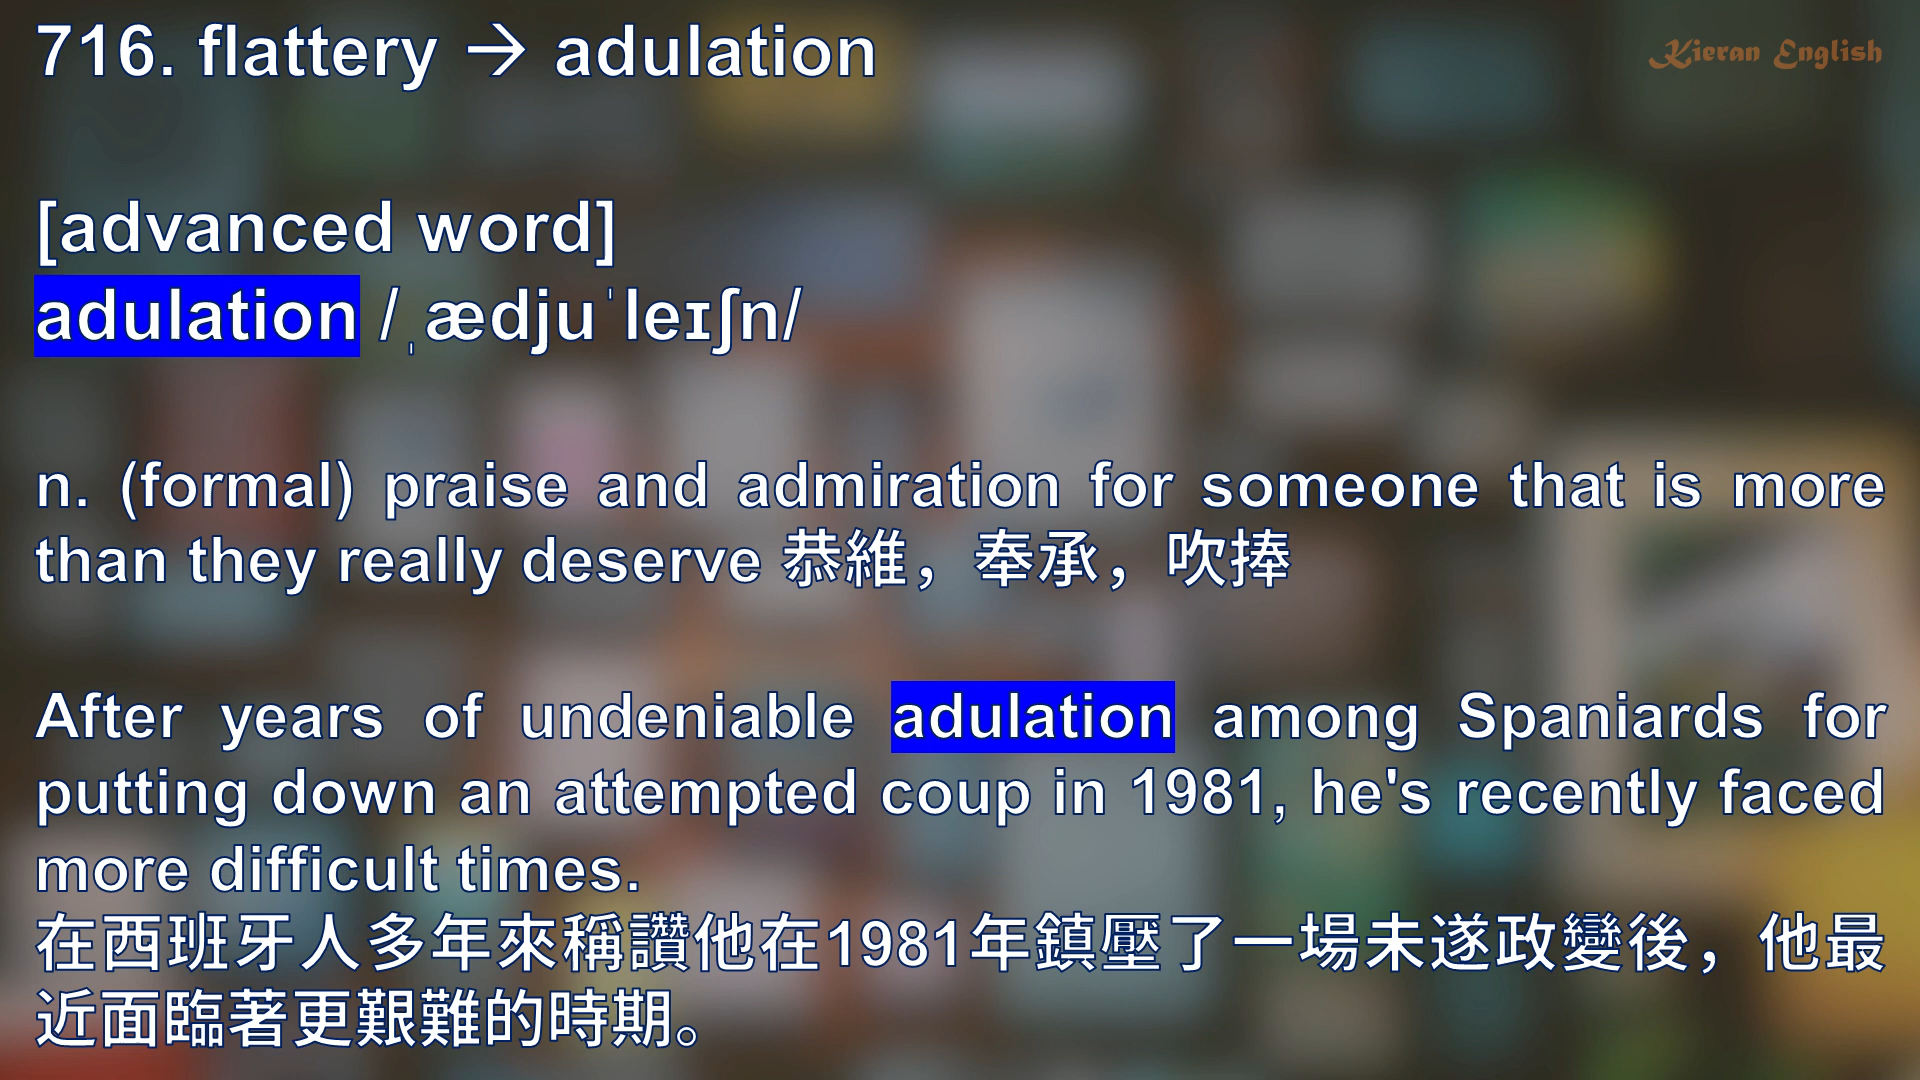 716. flattery → adulation
Kieran English
[advanced word]
adulation /ˌædjuˈleɪʃn/
n. (formal) praise and admiration for someone that is more
than they really deserve 恭維，奉承，吹捧
After years of undeniable adulation among Spaniards for
putting down an attempted coup in 1981, he's recently faced
more difficult times.
在西班牙人多年來稱讚他在1981年鎮壓了一場未遂政變後，他最
近面臨著更艱難的時期。